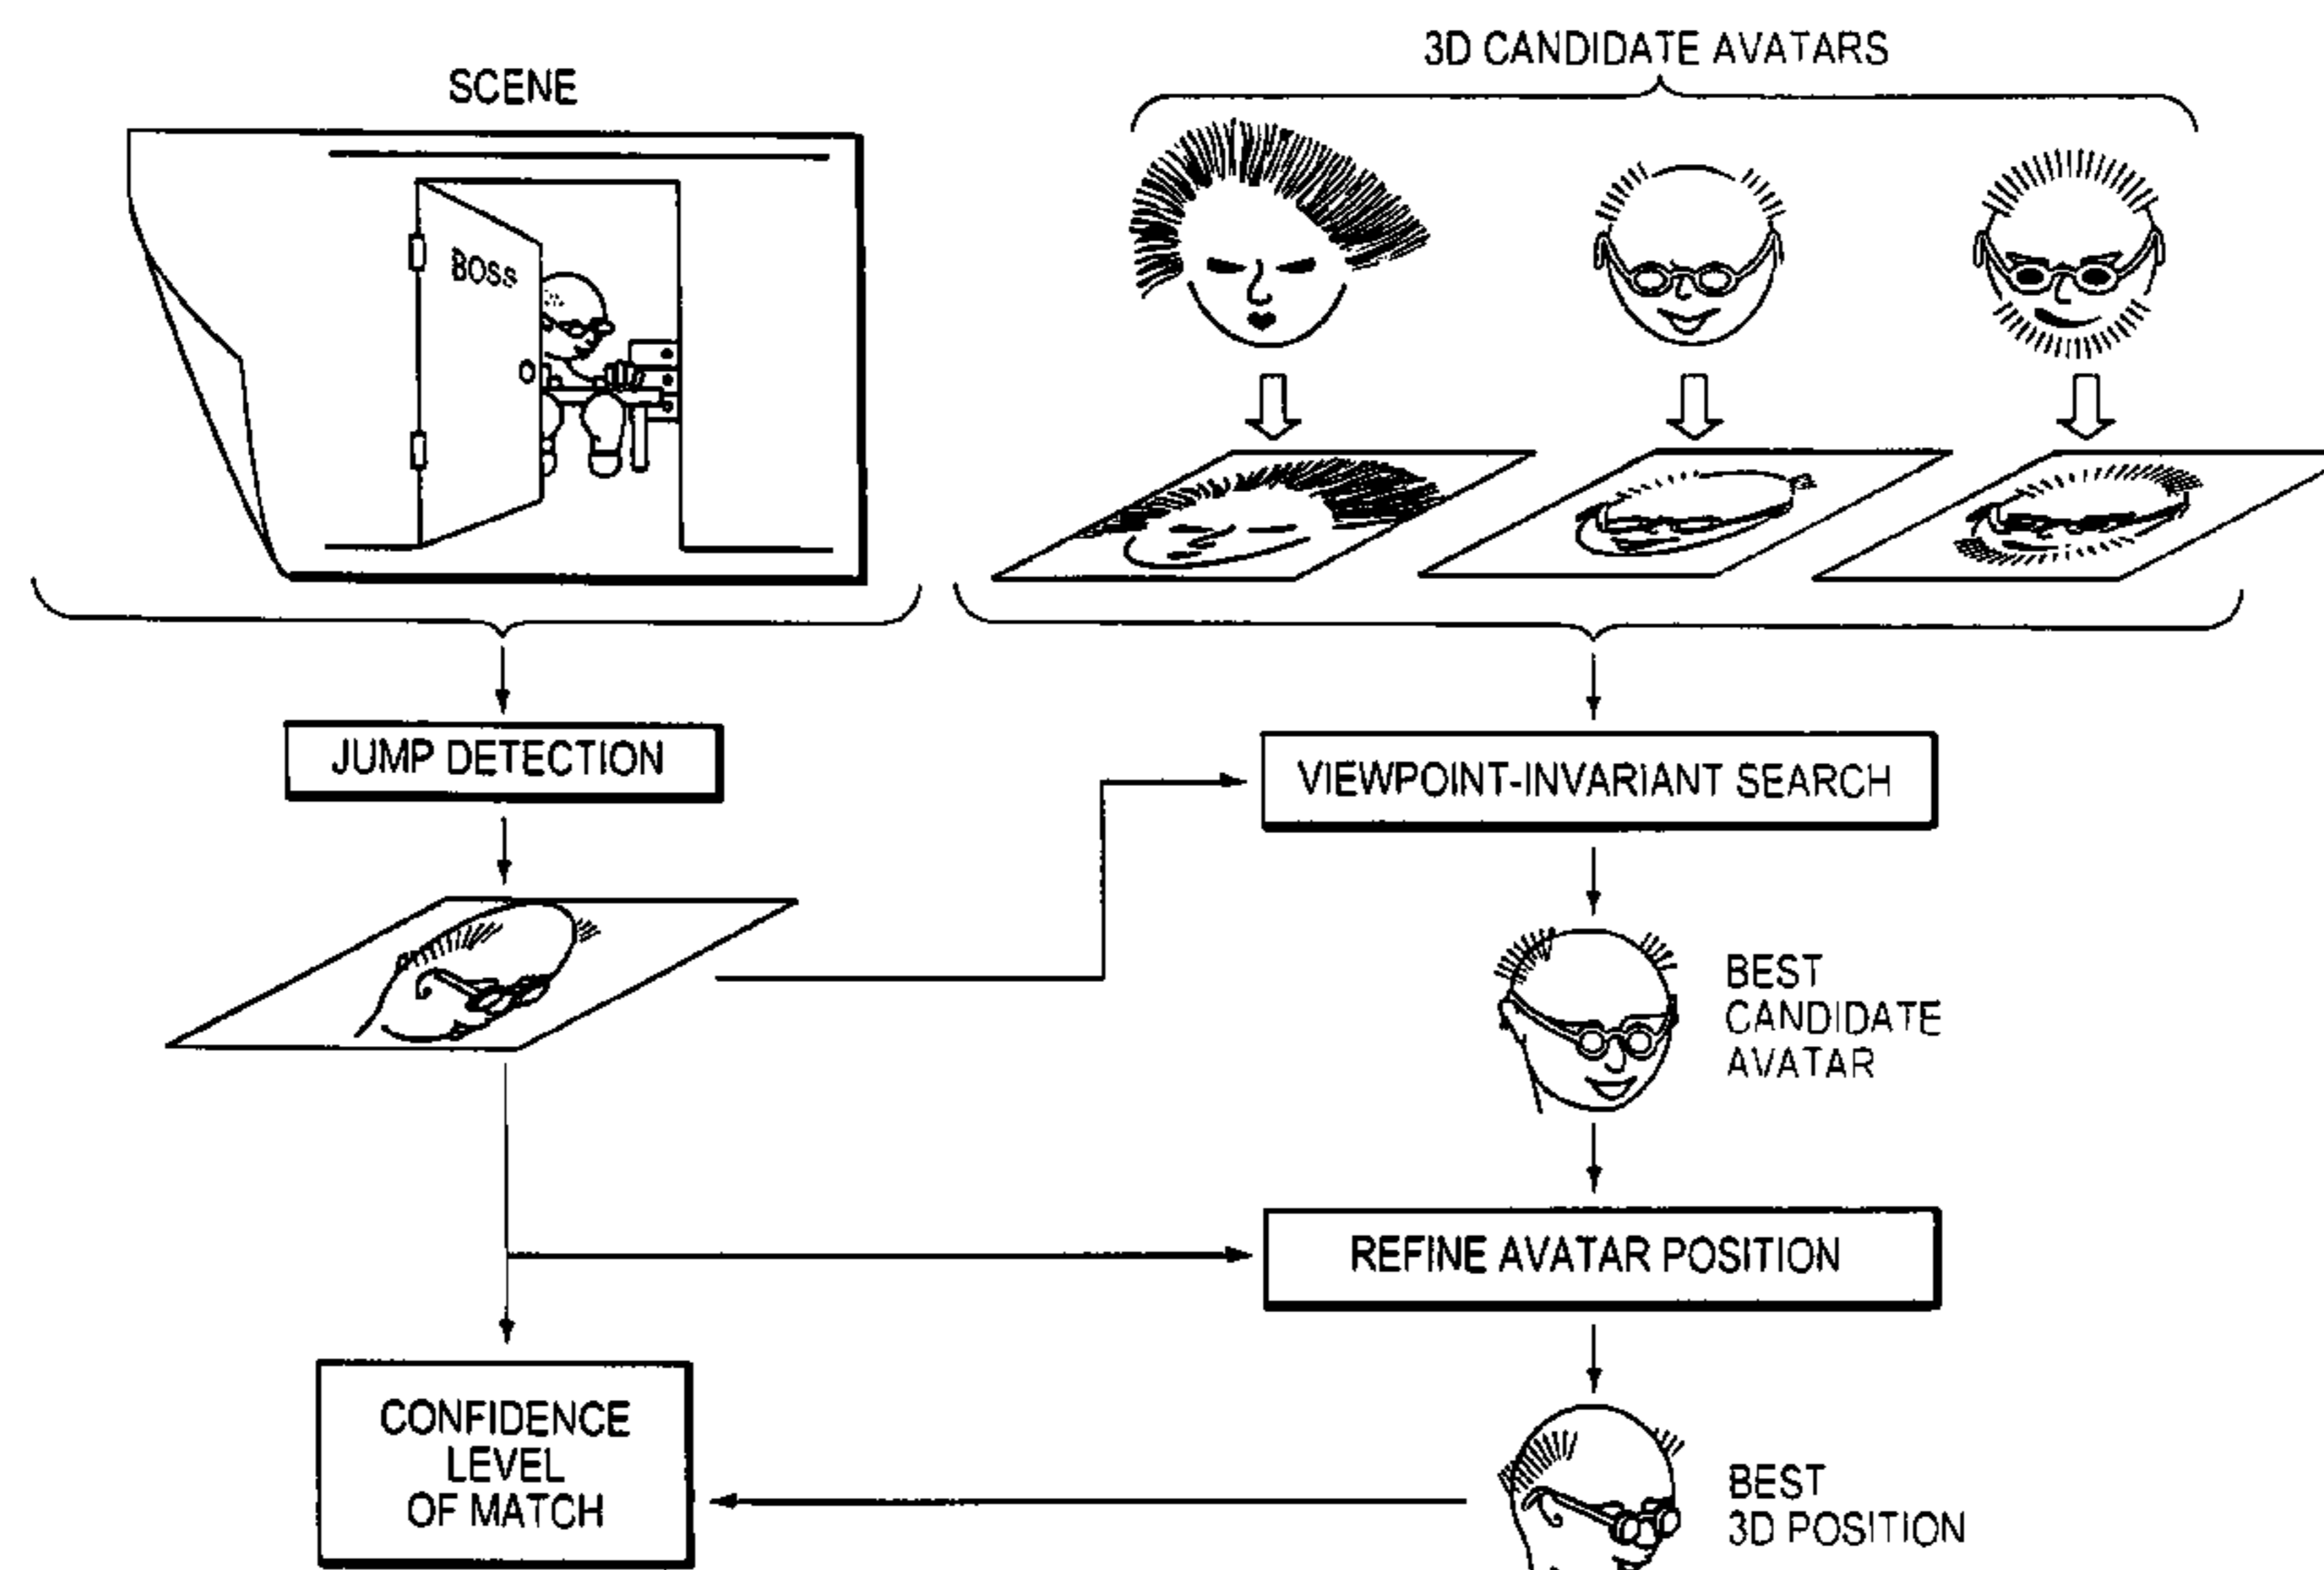 3D CANDIDATE AVATARS
SCENE
BOSS
JUMP DETECTION
VIEWPOINT-INVARIANT SEARCH
BEST
CANDIDATE
AVATAR
REFINE AVATAR POSITION
CONFIDENCE
LEVEL
OF MATCH
BEST
3D POSITION